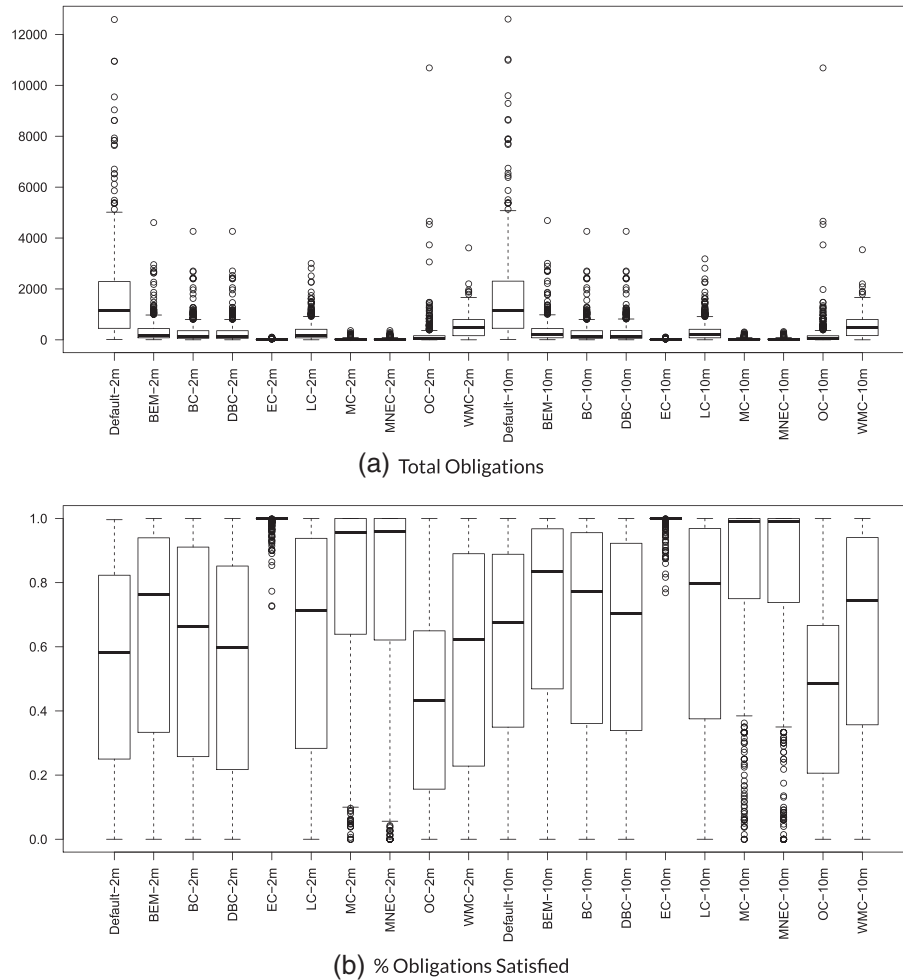 12000
10000
8000
6000
4000
2000
0
Default−2m
BEM−2m
BC−2m
DBC−2m
EC−2m
LC−2m
MC−2m
MNEC−2m
OC−2m
WMC−2m
Default−10m
BEM−10m
BC−10m
DBC−10m
EC−10m
LC−10m
MC−10m
MNEC−10m
OC−10m
WMC−10m
(a) Total Obligations
1.0
0.8
0.6
0.4
0.2
0.0
Default−2m
BEM−2m
BC−2m
DBC−2m
EC−2m
LC−2m
MC−2m
MNEC−2m
OC−2m
WMC−2m
Default−10m
BEM−10m
BC−10m
DBC−10m
EC−10m
LC−10m
MC−10m
MNEC−10m
OC−10m
WMC−10m
(b) % Obligations Satisfied